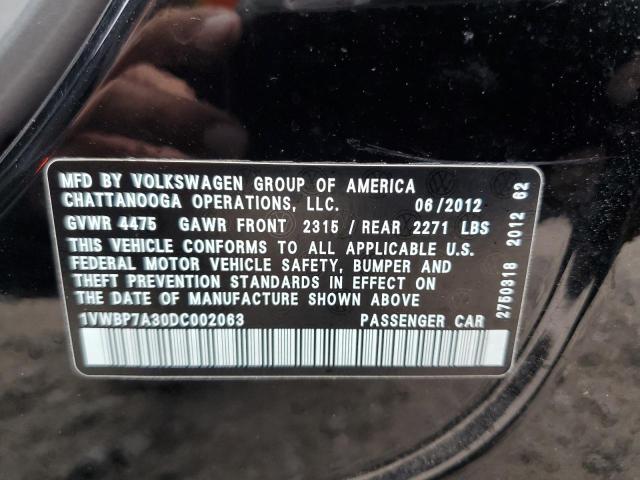 MFD BY VOLKSWAGEN GROUP OF AMERICA
CHATTANOOGA OPERATIONS, LLC. 06/2012
GVWR 4475 GAWR FRONT 2315 / REAR 2271 LBS
THIS VEHICLE CONFORMS TO ALL APPLICABLE U.S.
FEDERAL MOTOR VEHICLE SAFETY, BUMPER AND
THEFT PREVENTION STANDARDS IN EFFECT ON
THE DATE OF MANUFACTURE SHOWN ABOVE
1VWBP7A30DC002063 PASSENGER CAR
2750318 2012 62